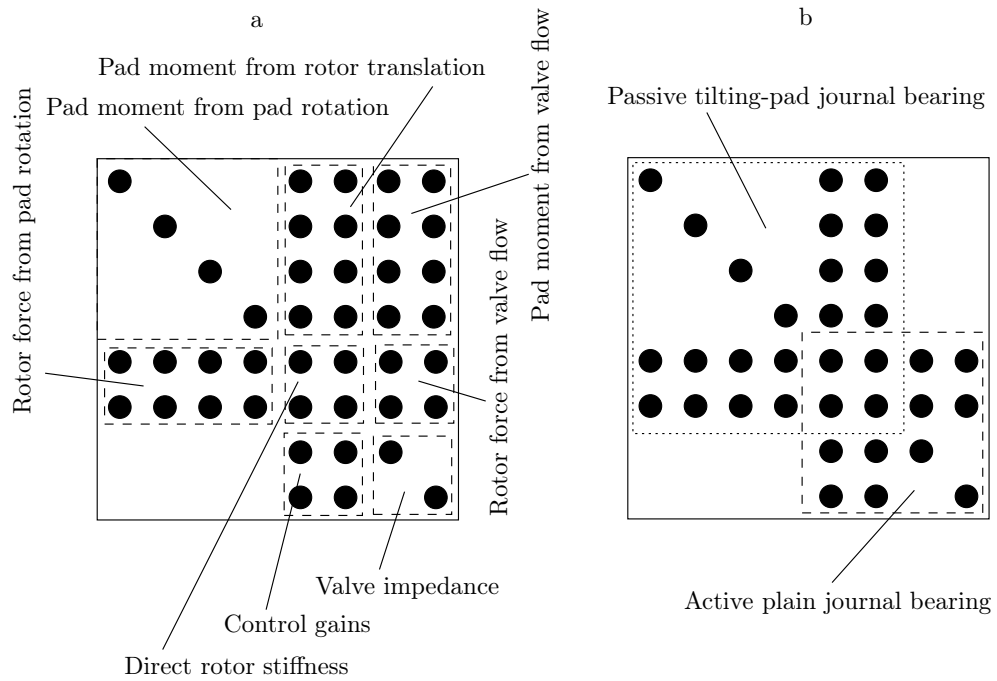 a
Pad moment from rotor translation
Pad moment from pad rotation
Rotor force from pad rotation
Pad moment from valve flow
Rotor force from valve flow
Valve impedance
Control gains
Direct rotor stiffness
b
Passive tilting-pad journal bearing
Active plain journal bearing